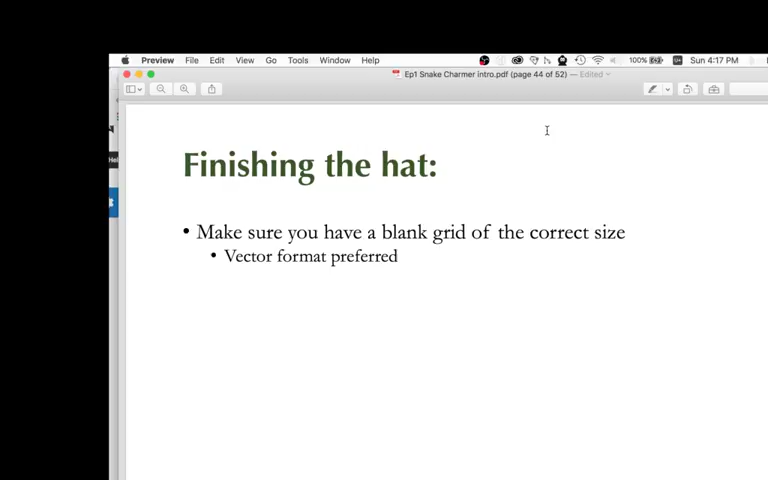 Preview File Edit View Go Tools Window Help 100% Sun 4:17 PM
Ep1 Snake Charmer intro.pdf (page 44 of 52) — Edited
Finishing the hat:
• Make sure you have a blank grid of the correct size
• Vector format preferred